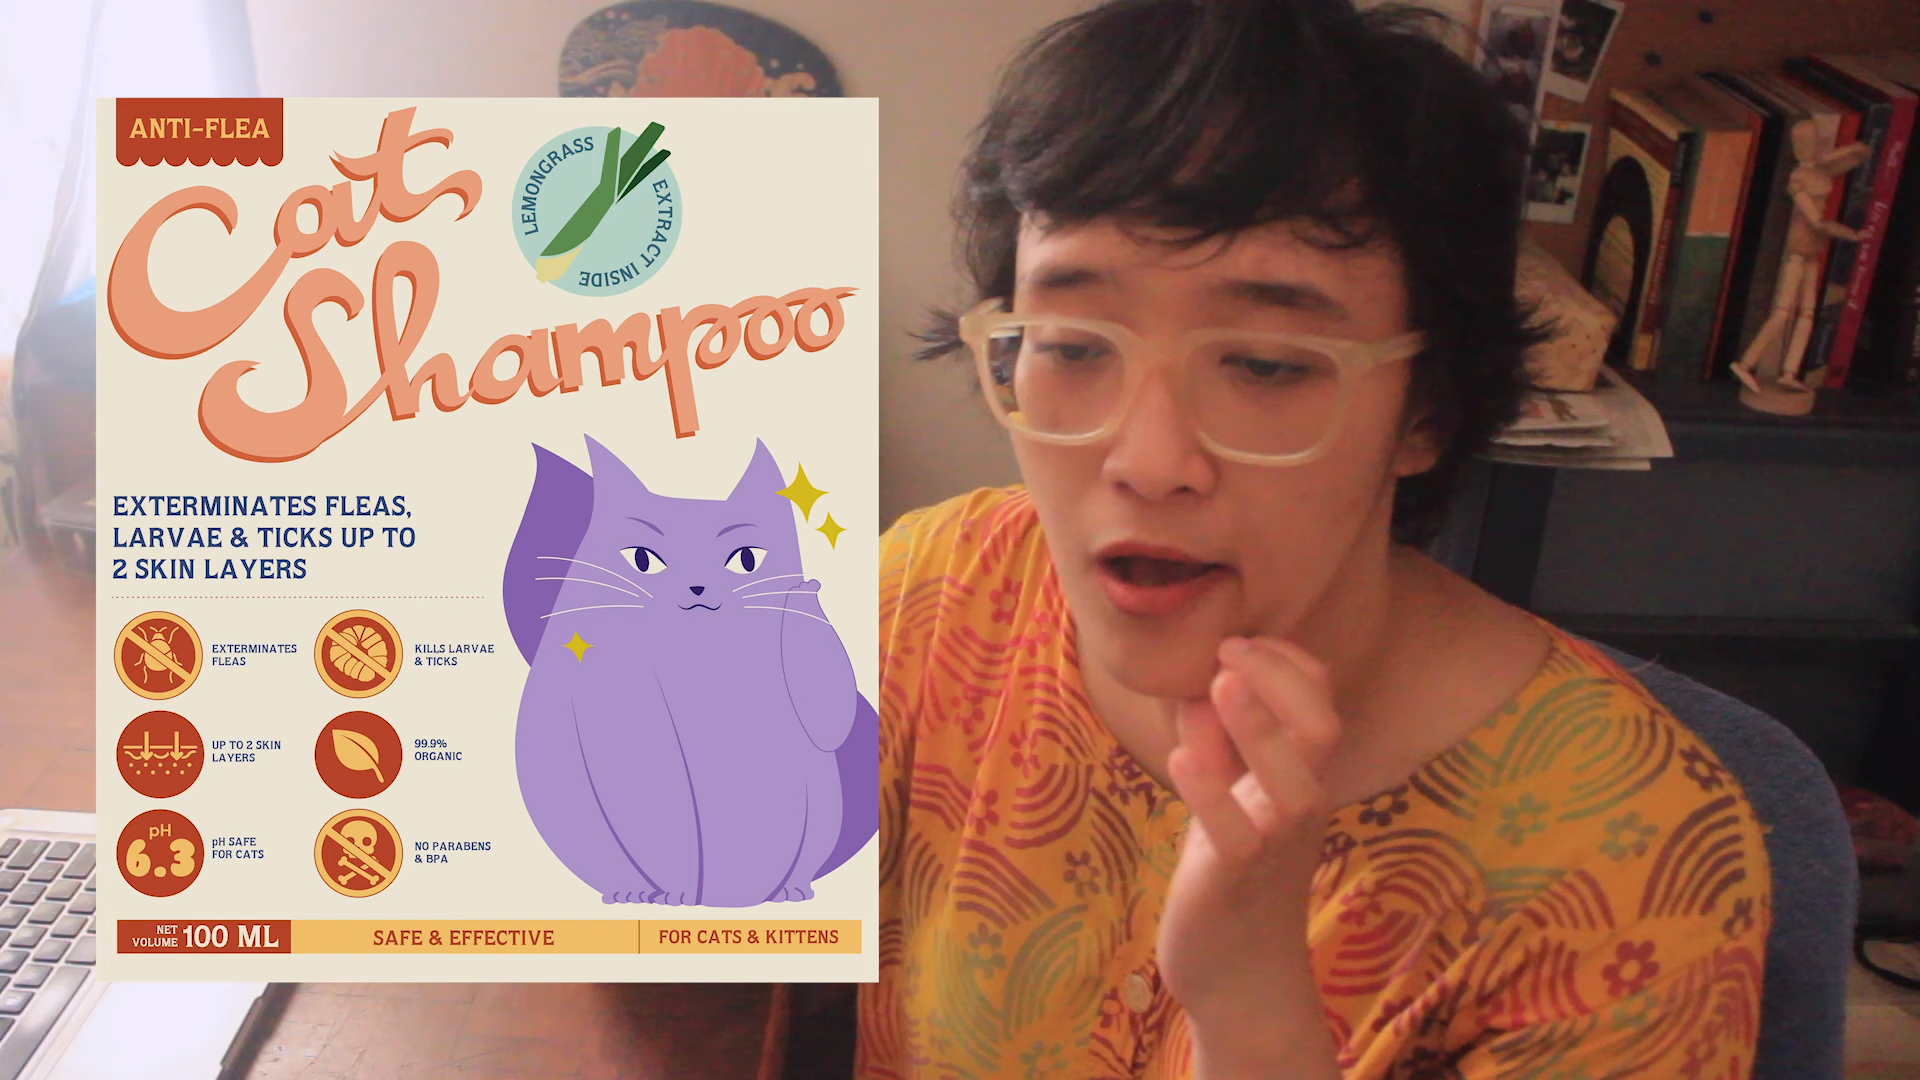 ANTI-FLEA
Cat
Shampoo
LEMONGRASS
EXTRACT INSIDE
EXTERMINATES FLEAS,
LARVAE & TICKS UP TO
2 SKIN LAYERS
EXTERMINATES
FLEAS
KILLS LARVAE
& TICKS
UP TO 2 SKIN
LAYERS
99.9%
ORGANIC
pH
6.3
pH SAFE
FOR CATS
NO PARABENS
& BPA
NET
VOLUME
100 ML
SAFE & EFFECTIVE
FOR CATS & KITTENS